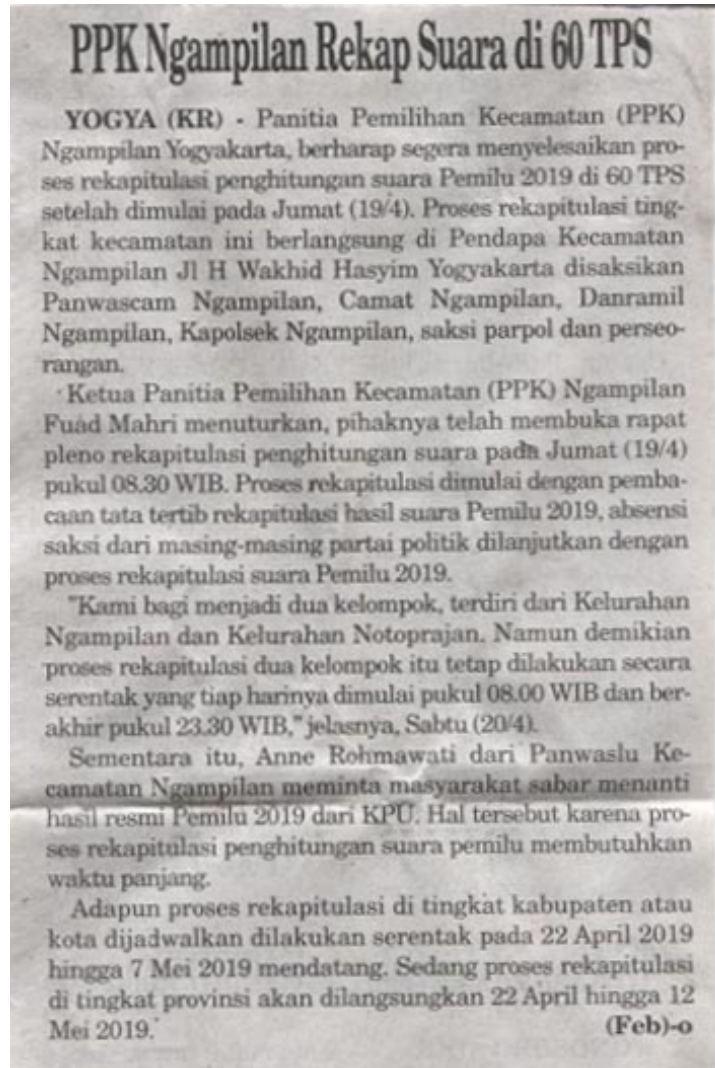 PPK Ngampilan Rekap Suara di 60 TPS
YOGYA (KR) - Panitia Pemilihan Kecamatan (PPK)
Ngampilan Yogyakarta, berharap segera menyelesaikan pro-
ses rekapitulasi penghitungan suara Pemilu 2019 di 60 TPS
setelah dimulai pada Jumat (19/4). Proses rekapitulasi ting-
kat kecamatan ini berlangsung di Pendapa Kecamatan
Ngampilan Jl H Wakhid Hasyim Yogyakarta disaksikan
Panwascam Ngampilan, Camat Ngampilan, Danramil
Ngampilan, Kapolsek Ngampilan, saksi parpol dan perseo-
rangan.
Ketua Panitia Pemilihan Kecamatan (PPK) Ngampilan
Fuad Mahri menuturkan, pihaknya telah membuka rapat
pleno rekapitulasi penghitungan suara pada Jumat (19/4)
pukul 08.30 WIB. Proses rekapitulasi dimulai dengan pemba-
caan tata tertib rekapitulasi hasil suara Pemilu 2019, absensi
saksi dari masing-masing partai politik dilanjutkan dengan
proses rekapitulasi suara Pemilu 2019.
"Kami bagi menjadi dua kelompok, terdiri dari Kelurahan
Ngampilan dan Kelurahan Notoprajan. Namun demikian
proses rekapitulasi dua kelompok itu tetap dilakukan secara
serentak yang tiap harinya dimulai pukul 08.00 WIB dan ber-
akhir pukul 23.30 WIB," jelasnya, Sabtu (20/4).
Sementara itu, Anne Rohmawati dari Panwaslu Ke-
camatan Ngampilan meminta masyarakat sabar menanti
hasil resmi Pemilu 2019 dari KPU. Hal tersebut karena pro-
ses rekapitulasi penghitungan suara pemilu membutuhkan
waktu panjang.
Adapun proses rekapitulasi di tingkat kabupaten atau
kota dijadwalkan dilakukan serentak pada 22 April 2019
hingga 7 Mei 2019 mendatang. Sedang proses rekapitulasi
di tingkat provinsi akan dilangsungkan 22 April hingga 12
Mei 2019. (Feb)-o